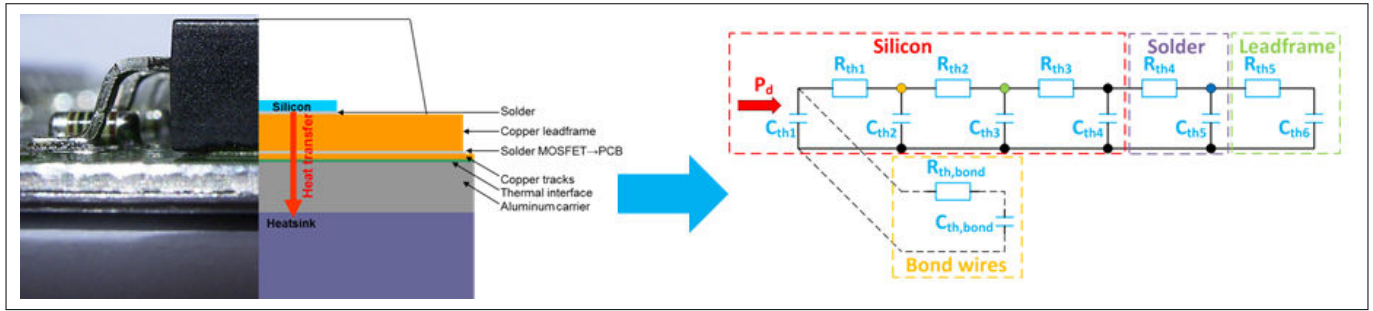 Silicon
Heat transfer
Heatsink
Solder
Copper leadframe
Solder MOSFET→PCB
Copper tracks
Thermal interface
Aluminum carrier
Silicon
Solder
Leadframe
Pd
Rth1
Rth2
Rth3
Rth4
Rth5
Cth1
Cth2
Cth3
Cth4
Cth5
Cth6
Rth,bond
Cth,bond
Bond wires